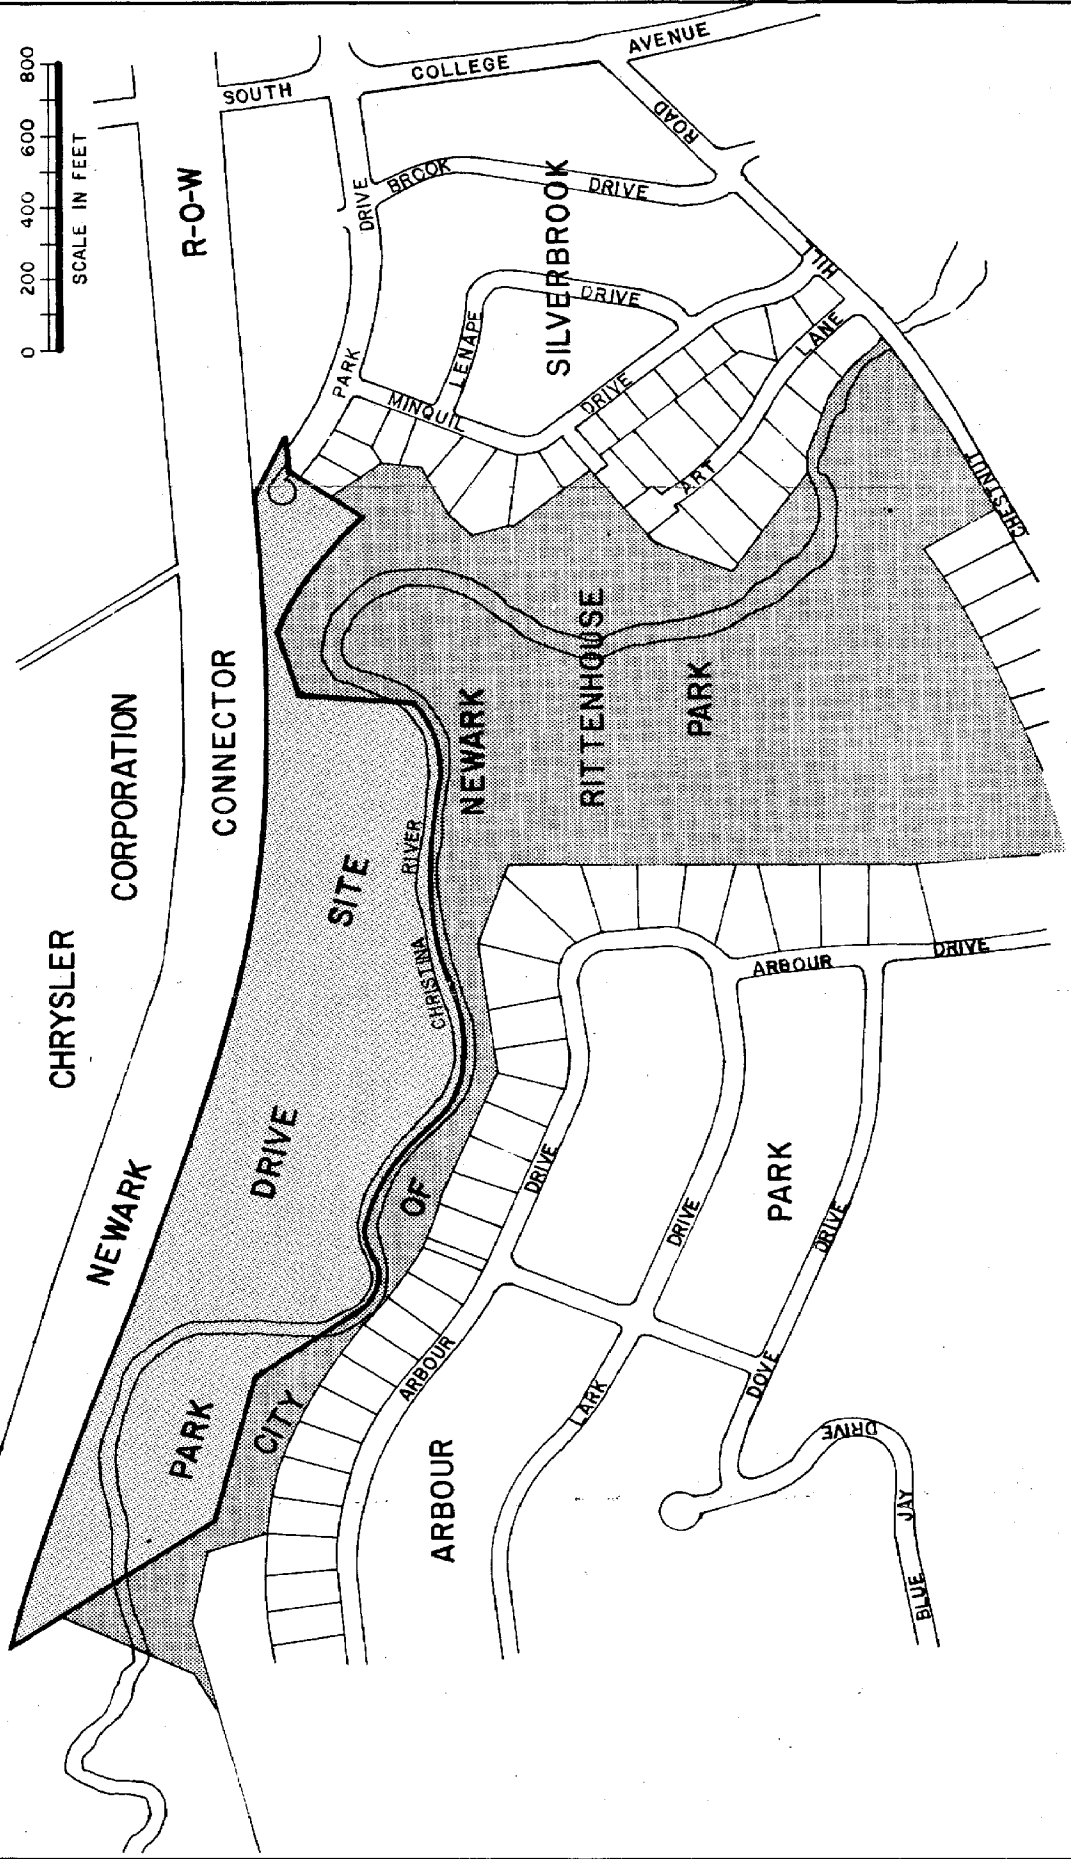 0 200 400 600 800
SCALE IN FEET
CHRYSLER CORPORATION
NEWARK CONNECTOR R-O-W
SOUTH COLLEGE AVENUE
PARK DRIVE SITE
CHRISTINA RIVER
CITY OF NEWARK
RITTENHOUSE
PARK
PARK DRIVE
BROOK DRIVE
SILVERBROOK
LENAPE DRIVE
MINQUIL DRIVE
ART LANE
CHESTNUT HILL ROAD
ARBOUR PARK
ARBOUR DRIVE
ARBOUR DRIVE
LARK DRIVE
DOVE DRIVE
BLUE JAY DRIVE